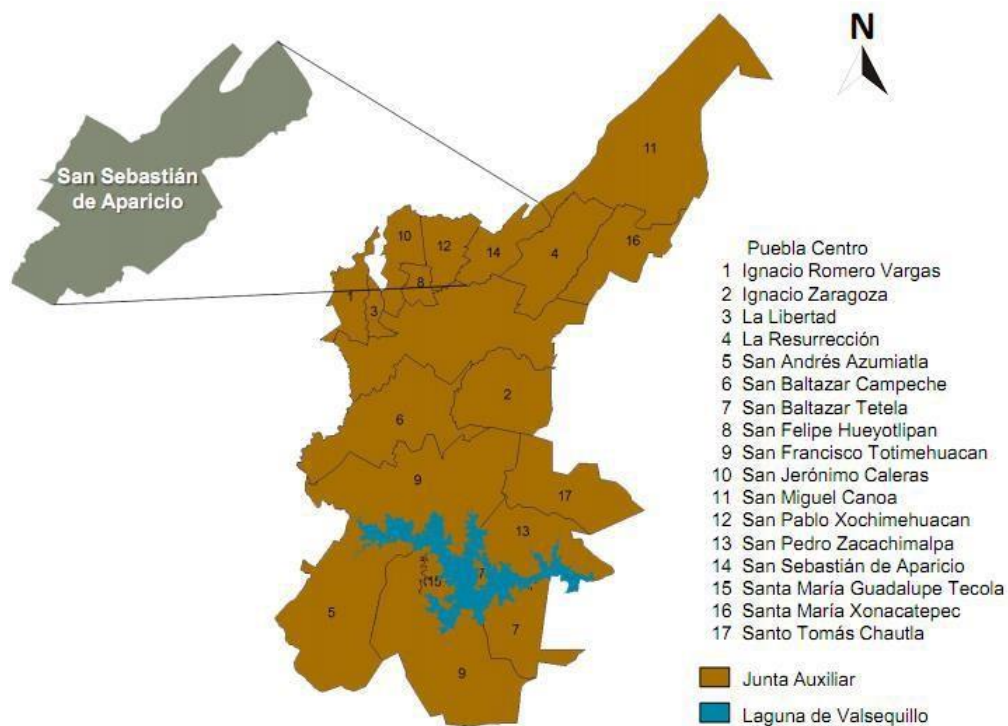 N
San Sebastián
de Aparicio
11
10
12
14
4
16
8
1
3
2
6
9
17
13
15
7
5
7
9
Puebla Centro
1 Ignacio Romero Vargas
2 Ignacio Zaragoza
3 La Libertad
4 La Resurrección
5 San Andrés Azumiatla
6 San Baltazar Campeche
7 San Baltazar Tetela
8 San Felipe Hueyotlipan
9 San Francisco Totimehuacan
10 San Jerónimo Caleras
11 San Miguel Canoa
12 San Pablo Xochimehuacan
13 San Pedro Zacachimalpa
14 San Sebastián de Aparicio
15 Santa María Guadalupe Tecola
16 Santa María Xonacatepec
17 Santo Tomás Chautla
Junta Auxiliar
Laguna de Valsequillo